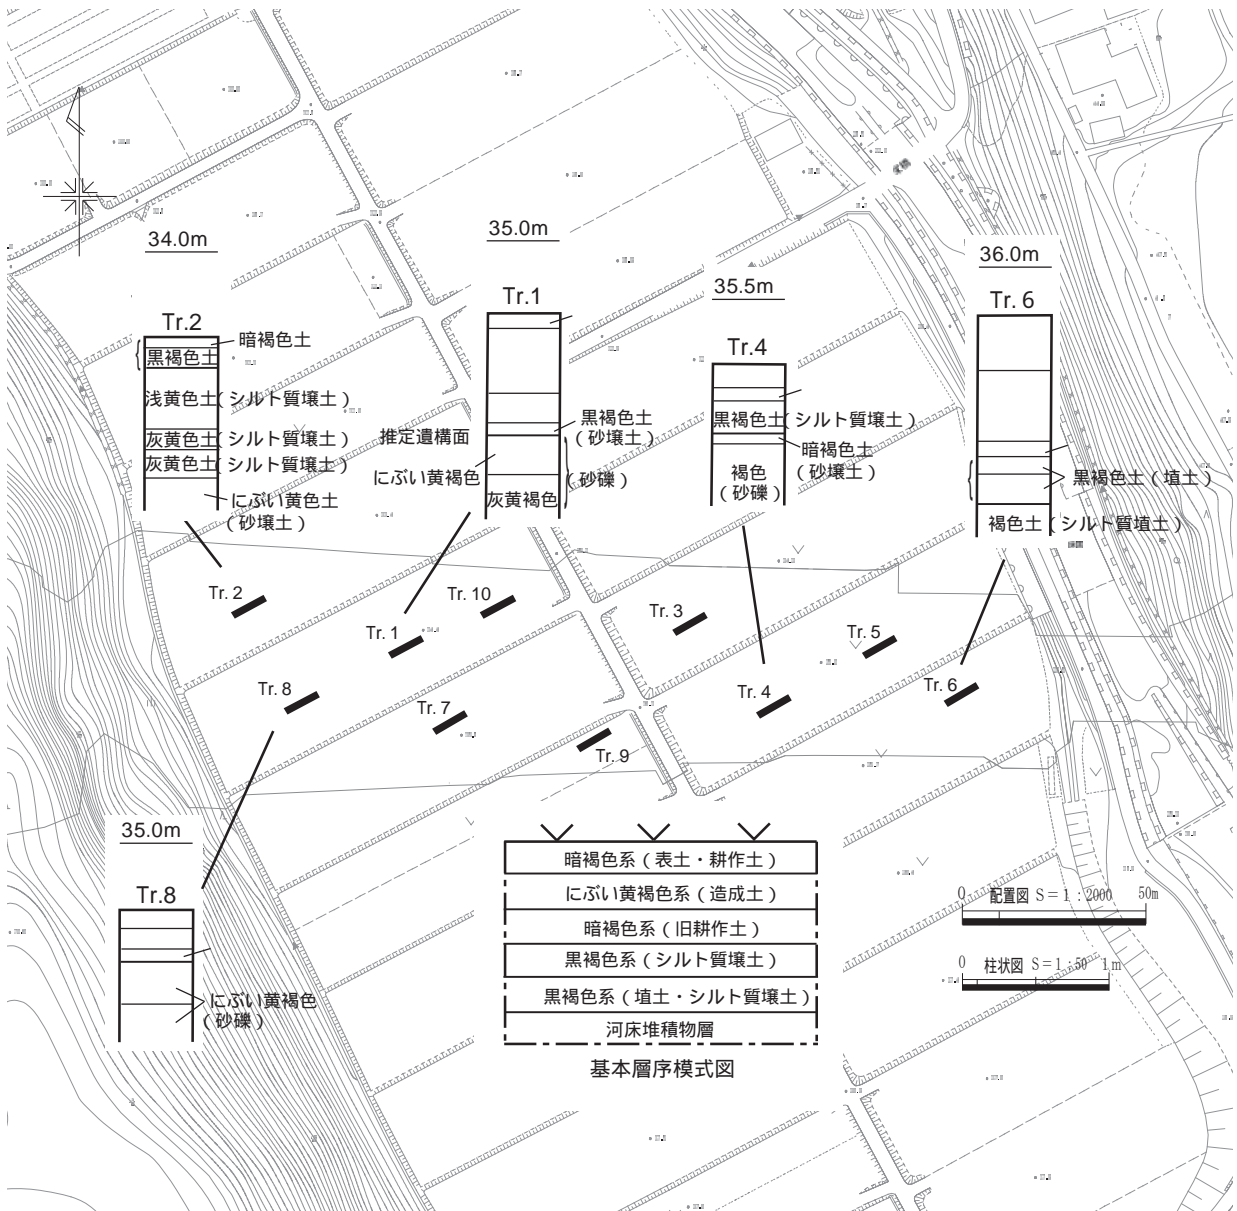 34.0m
Tr.2
暗褐色土
黒褐色土
浅黄色土(シルト質壌土)
灰黄色土(シルト質壌土)
灰黄色土(シルト質壌土)
にぶい黄色土
(砂壌土)
35.0m
Tr.1
黒褐色土
(砂壌土)
推定遺構面
にぶい黄褐色
(砂礫)
灰黄褐色
35.5m
Tr.4
黒褐色土(シルト質壌土)
暗褐色土
(砂壌土)
褐色
(砂礫)
36.0m
Tr.6
黒褐色土(埴土)
褐色土(シルト質埴土)
Tr.2
Tr.10
Tr.1
Tr.3
Tr.5
Tr.8
Tr.7
Tr.4
Tr.6
Tr.9
35.0m
Tr.8
にぶい黄褐色
(砂礫)
暗褐色系(表土・耕作土)
にぶい黄褐色系(造成土)
暗褐色系(旧耕作土)
黒褐色系(シルト質壌土)
黒褐色系(埴土・シルト質壌土)
河床堆積物層
基本層序模式図
0 配置図 S=1:2000 50m
0 柱状図 S=1:50 1m